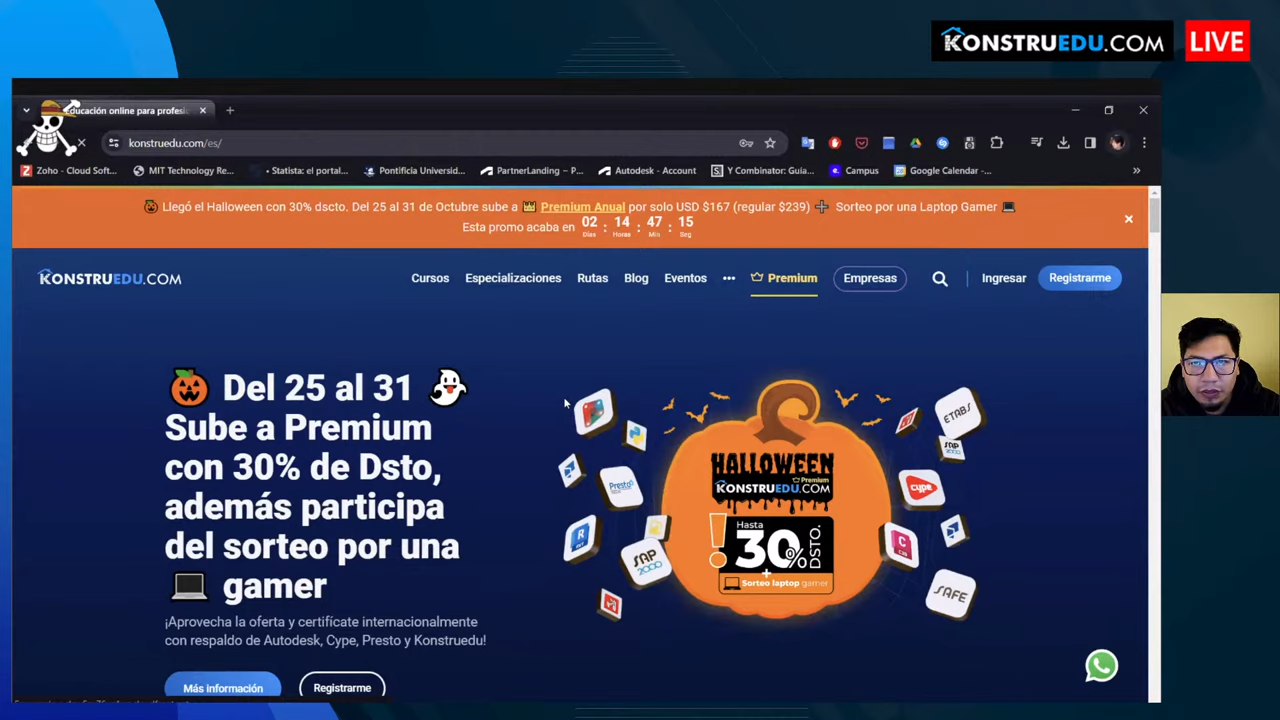 KONSTRUEDU.COM LIVE
ducación online para profesi
konstruedu.com/es/
Zoho - Cloud Soft... MIT Technology Re... • Statista: el portal... Pontificia Universid... PartnerLanding – P... Autodesk - Account Y Combinator: Guía... Campus Google Calendar -... »
Llegó el Halloween con 30% dscto. Del 25 al 31 de Octubre sube a Premium Anual por solo USD $167 (regular $239) Sorteo por una Laptop Gamer
Esta promo acaba en 02 : 14 : 47 : 15
Días Horas Min Seg
KONSTRUEDU.COM Cursos Especializaciones Rutas Blog Eventos ••• Premium Empresas Ingresar Registrarme
Del 25 al 31
Sube a Premium
con 30% de Dsto,
además participa
del sorteo por una
gamer
¡Aprovecha la oferta y certifícate internacionalmente
con respaldo de Autodesk, Cype, Presto y Konstruedu!
Más información Registrarme
HALLOWEEN
Premium
KONSTRUEDU.COM
Hasta
30% DSTO.
+
Sorteo laptop gamer
Presto
R
SAP
2000
ETABS
SAP
2000
cype
C
SAFE